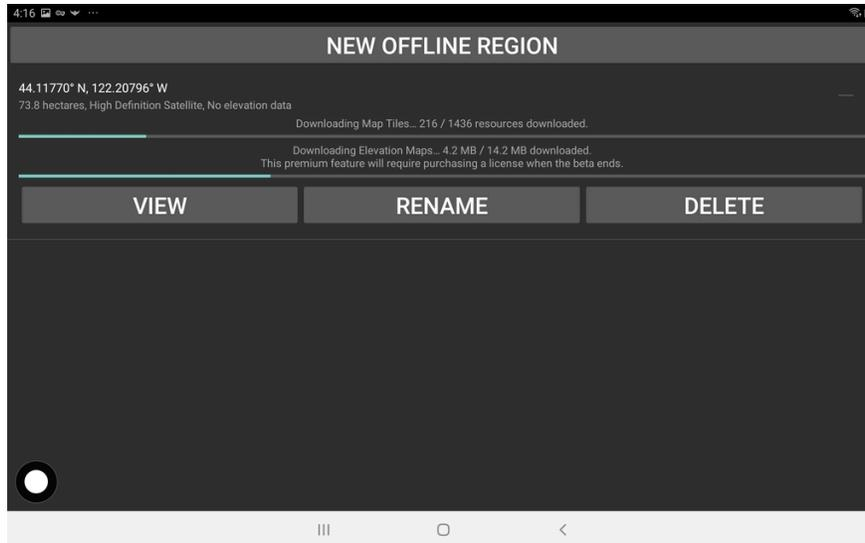 4:16
NEW OFFLINE REGION
44.11770° N, 122.20796° W
73.8 hectares, High Definition Satellite, No elevation data
Downloading Map Tiles... 216 / 1436 resources downloaded.
Downloading Elevation Maps... 4.2 MB / 14.2 MB downloaded.
This premium feature will require purchasing a license when the beta ends.
VIEW RENAME DELETE